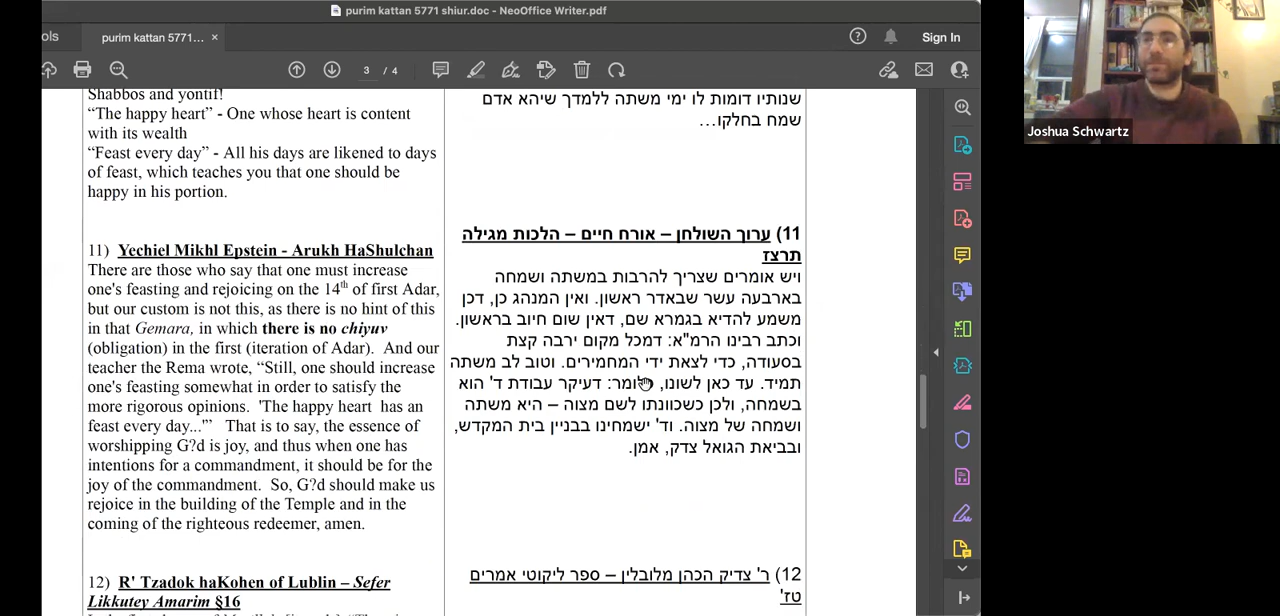 purim kattan 5771 shiur.doc - NeoOffice Writer.pdf
ols
purim kattan 5771... ×
Sign In
3 / 4
Shabbos and yontif!
“The happy heart” - One whose heart is content
with its wealth
“Feast every day” - All his days are likened to days
of feast, which teaches you that one should be
happy in his portion.
11) Yechiel Mikhl Epstein - Arukh HaShulchan
There are those who say that one must increase
one's feasting and rejoicing on the 14th of first Adar,
but our custom is not this, as there is no hint of this
in that Gemara, in which there is no chiyuv
(obligation) in the first (iteration of Adar). And our
teacher the Rema wrote, “Still, one should increase
one's feasting somewhat in order to satisfy the
more rigorous opinions. 'The happy heart has an
feast every day...'” That is to say, the essence of
worshipping G?d is joy, and thus when one has
intentions for a commandment, it should be for the
joy of the commandment. So, G?d should make us
rejoice in the building of the Temple and in the
coming of the righteous redeemer, amen.
12) R' Tzadok haKohen of Lublin – Sefer
Likkutey Amarim §16
שנותיו דומות לו ימי משתה ללמדך שיהא אדם
שמח בחלקו...
11) ערוך השולחן – אורח חיים – הלכות מגילה
תרצז
ויש אומרים שצריך להרבות במשתה ושמחה
בארבעה עשר שבאדר ראשון. ואין המנהג כן, דכן
משמע להדיא בגמרא שם, דאין שום חיוב בראשון.
וכתב רבינו הרמ"א: דמכל מקום ירבה קצת
בסעודה, כדי לצאת ידי המחמירים. וטוב לב משתה
תמיד. עד כאן לשונו, דעיקר עבודת ד' הוא
בשמחה, ולכן כשכוונתו לשם מצוה – היא משתה
ושמחה של מצוה. וד' ישמחינו בבניין בית המקדש,
ובביאת הגואל צדק, אמן.
12) ר' צדיק הכהן מלובלין – ספר ליקוטי אמרים
טז'
Joshua Schwartz